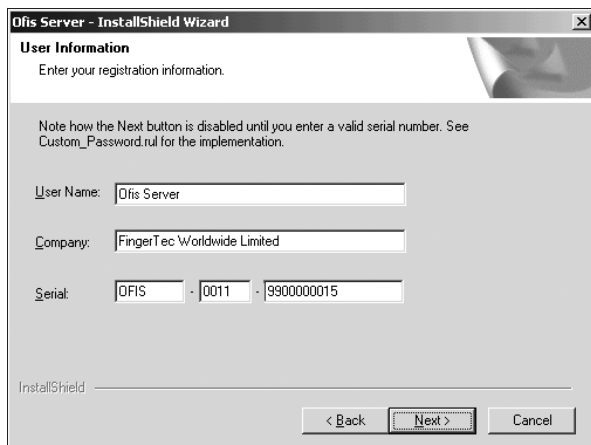 Ofis Server - InstallShield Wizard
User Information
Enter your registration information.
Note how the Next button is disabled until you enter a valid serial number. See
Custom_Password.rul for the implementation.
User Name: Ofis Server
Company: FingerTec Worldwide Limited
Serial: OFIS - 0011 - 9900000015
InstallShield
< Back Next > Cancel